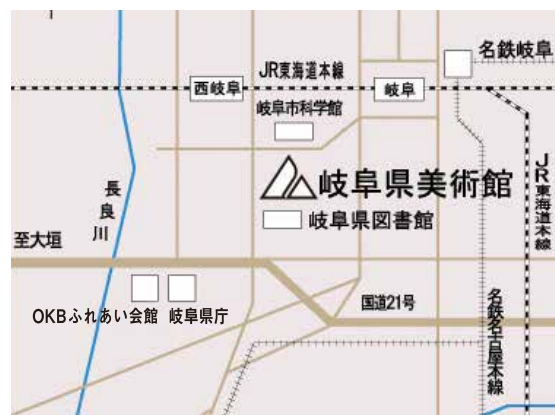 名鉄岐阜
JR東海道本線
西岐阜
岐阜
岐阜市科学館
岐阜県美術館
岐阜県図書館
JR東海道本線
長良川
至大垣
国道21号
名鉄名古屋本線
OKBふれあい会館
岐阜県庁